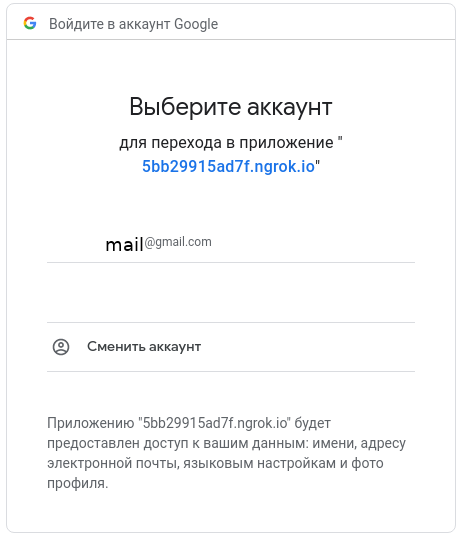 Войдите в аккаунт Google
Выберите аккаунт
для перехода в приложение "
5bb29915ad7f.ngrok.io"
mail@gmail.com
Сменить аккаунт
Приложению "5bb29915ad7f.ngrok.io" будет
предоставлен доступ к вашим данным: имени, адресу
электронной почты, языковым настройкам и фото
профиля.